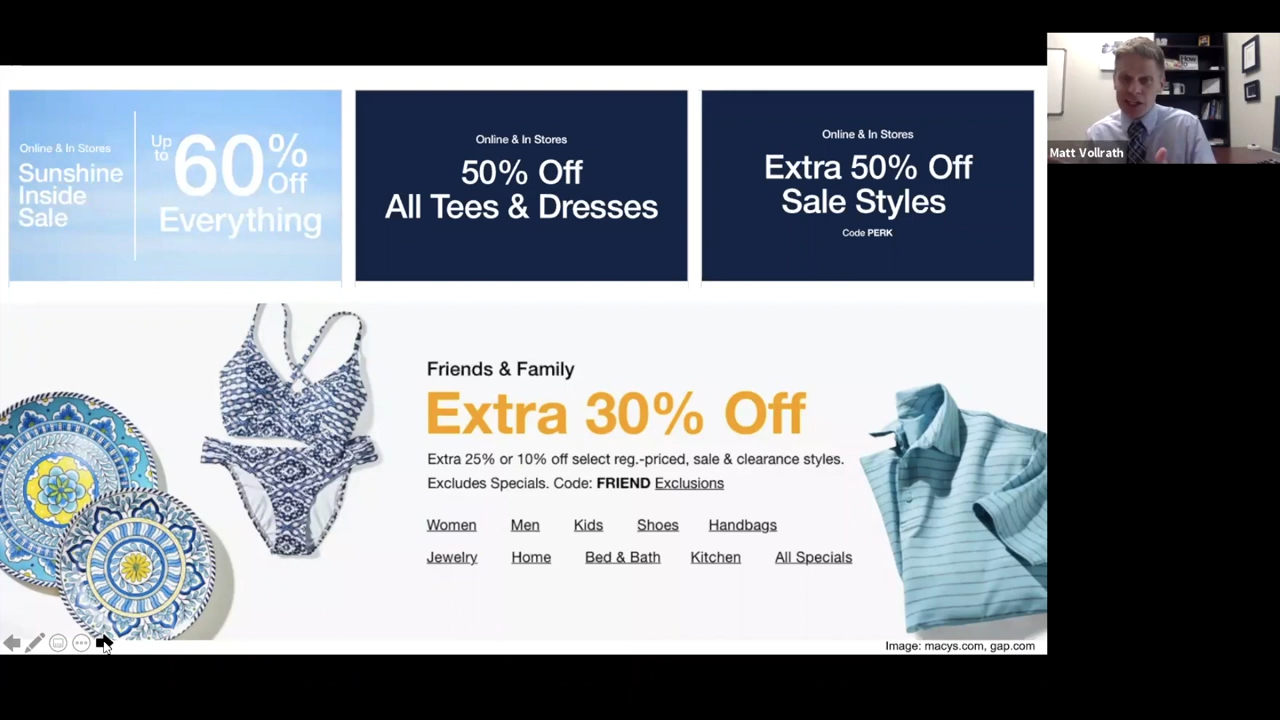 Online & In Stores
Sunshine
Inside
Sale
Up
to
60%
Off
Everything
Online & In Stores
50% Off
All Tees & Dresses
Online & In Stores
Extra 50% Off
Sale Styles
Code PERK
Matt Vollrath
Friends & Family
Extra 30% Off
Extra 25% or 10% off select reg.-priced, sale & clearance styles.
Excludes Specials. Code: FRIEND Exclusions
Women Men Kids Shoes Handbags
Jewelry Home Bed & Bath Kitchen All Specials
Image: macys.com, gap.com